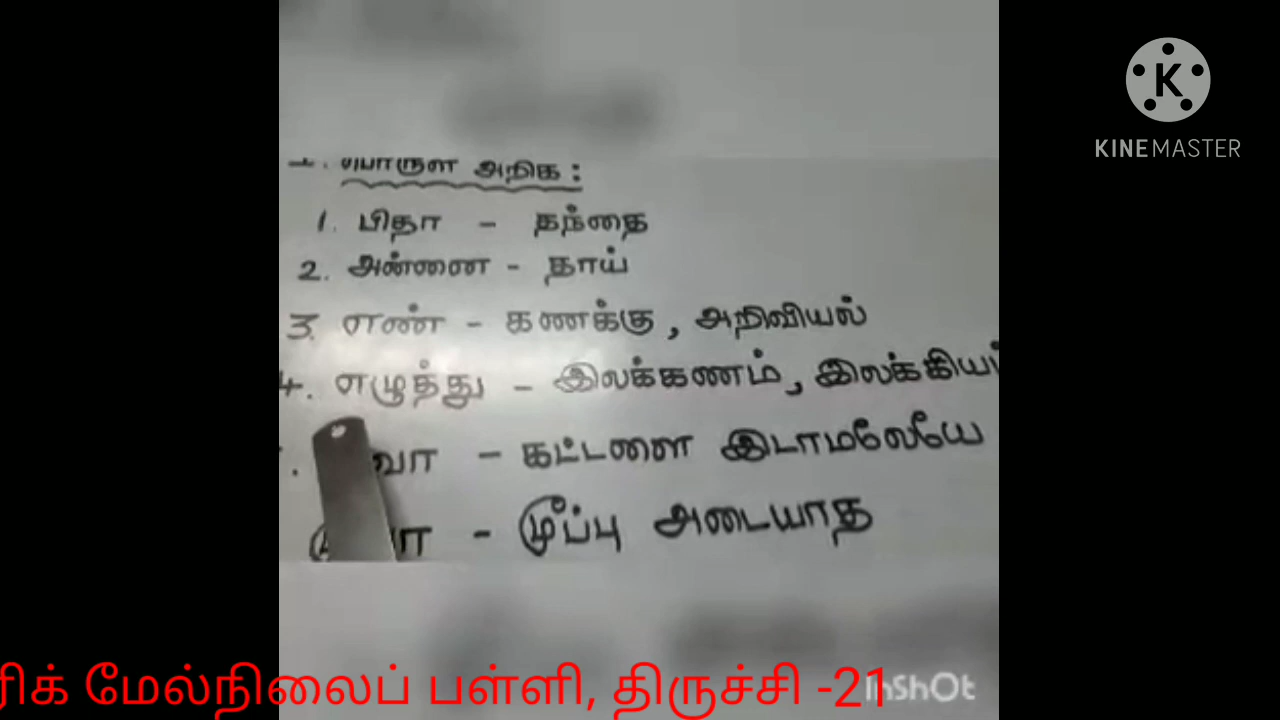 பொருள் அறிக :
1. பிதா - தந்தை
2. அன்னை - தாய்
3. எண் - கணக்கு, அறிவியல்
4. எழுத்து - இலக்கணம், இலக்கியம்
- கட்டளை இடாமலேயே
- மூப்பு அடையாத
மேல்நிலைப் பள்ளி, திருச்சி -21
InShOt
K
KINEMASTER